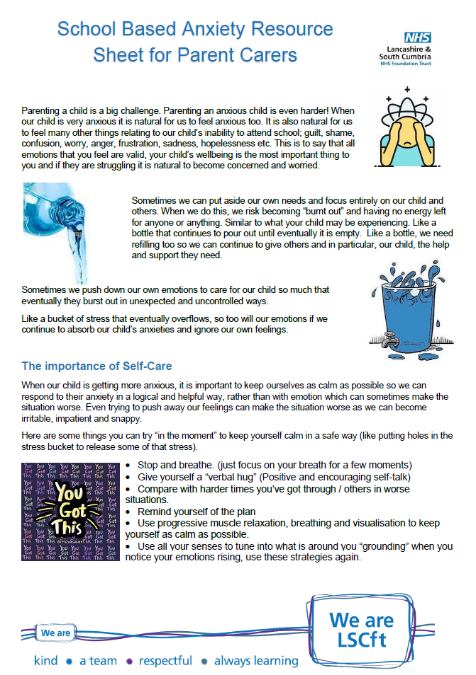 School Based Anxiety Resource
Sheet for Parent Carers
NHS
Lancashire &
South Cumbria
NHS Foundation Trust
Parenting a child is a big challenge. Parenting an anxious child is even harder! When
our child is very anxious it is natural for us to feel anxious too. It is also natural for us
to feel many other things relating to our child's inability to attend school; guilt, shame,
confusion, worry, anger, frustration, sadness, hopelessness etc. This is to say that all
emotions that you feel are valid, your child's wellbeing is the most important thing to
you and if they are struggling it is natural to become concerned and worried.
Sometimes we can put aside our own needs and focus entirely on our child and
others. When we do this, we risk becoming "burnt out" and having no energy left
for anyone or anything. Similar to what your child may be experiencing. Like a
bottle that continues to pour out until eventually it is empty. Like a bottle, we need
refilling too so we can continue to give others and in particular, our child, the help
and support they need.
Sometimes we push down our own emotions to care for our child so much that
eventually they burst out in unexpected and uncontrolled ways.
Like a bucket of stress that eventually overflows, so too will our emotions if we
continue to absorb our child's anxieties and ignore our own feelings.
The importance of Self-Care
When our child is getting more anxious, it is important to keep ourselves as calm as possible so we can
respond to their anxiety in a logical and helpful way, rather than with emotion which can sometimes make the
situation worse. Even trying to push away our feelings can make the situation worse as we can become
irritable, impatient and snappy.
Here are some things you can try "in the moment" to keep yourself calm in a safe way (like putting holes in the
stress bucket to release some of that stress).
You
Got
This
• Stop and breathe. (just focus on your breath for a few moments)
• Give yourself a "verbal hug" (Positive and encouraging self-talk)
• Compare with harder times you've got through / others in worse
situations.
• Remind yourself of the plan
• Use progressive muscle relaxation, breathing and visualisation to keep
yourself as calm as possible.
• Use all your senses to tune into what is around you "grounding" when you
notice your emotions rising, use these strategies again.
We are
kind • a team • respectful • always learning
We are
LSCft